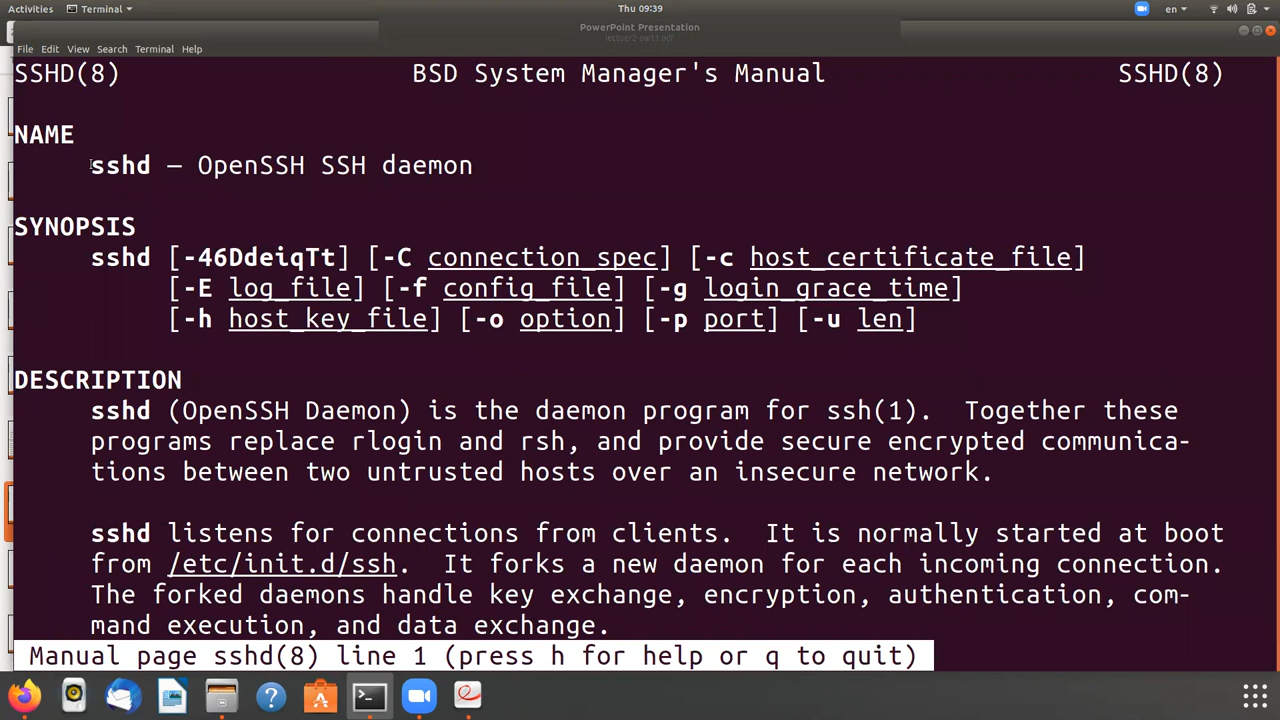 Activities Terminal Thu 09:39 en
PowerPoint Presentation
lectuer2-part1.pdf
File Edit View Search Terminal Help
SSHD(8) BSD System Manager's Manual SSHD(8)
NAME
sshd — OpenSSH SSH daemon
SYNOPSIS
sshd [-46DdeiqTt] [-C connection_spec] [-c host_certificate_file]
[-E log_file] [-f config_file] [-g login_grace_time]
[-h host_key_file] [-o option] [-p port] [-u len]
DESCRIPTION
sshd (OpenSSH Daemon) is the daemon program for ssh(1). Together these
programs replace rlogin and rsh, and provide secure encrypted communica-
tions between two untrusted hosts over an insecure network.
sshd listens for connections from clients. It is normally started at boot
from /etc/init.d/ssh. It forks a new daemon for each incoming connection.
The forked daemons handle key exchange, encryption, authentication, com-
mand execution, and data exchange.
Manual page sshd(8) line 1 (press h for help or q to quit)